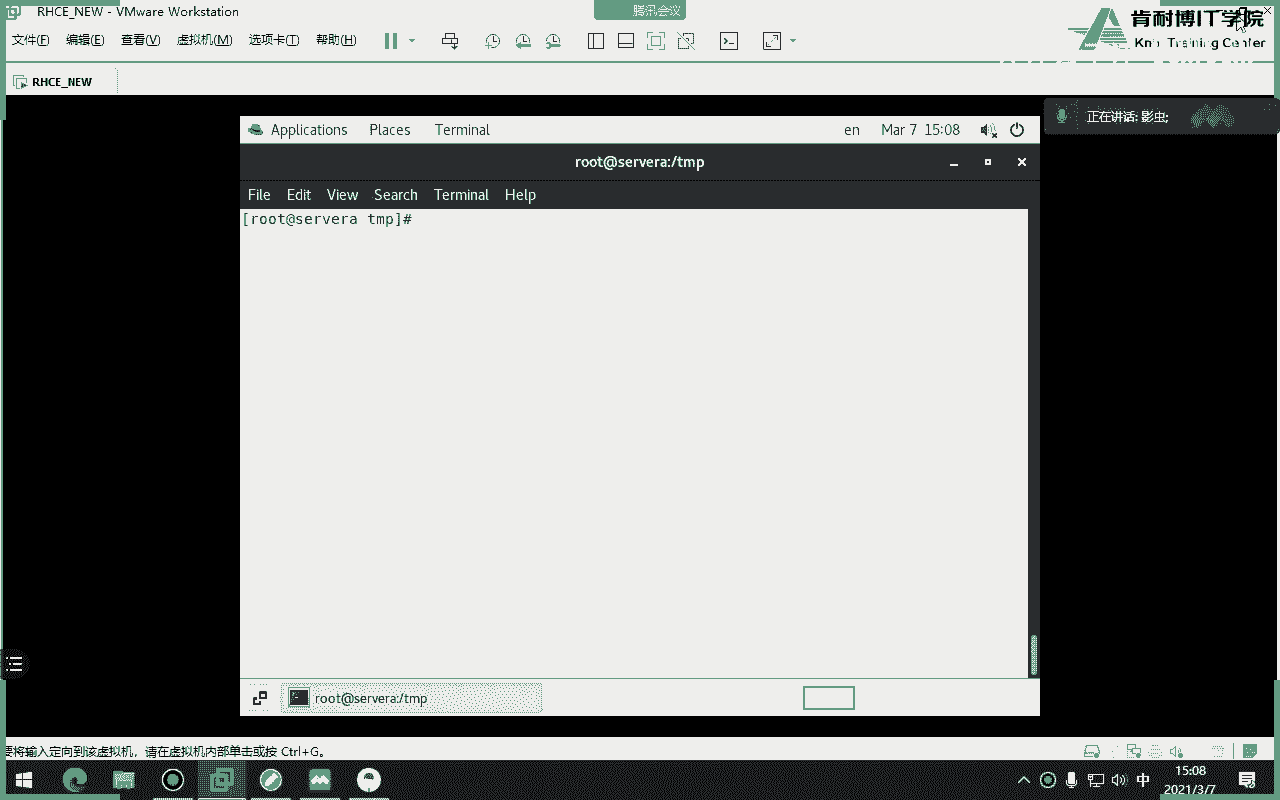 RHCE_NEW - VMware Workstation
腾讯会议
肯耐博IT学院
文件(F) 编辑(E) 查看(V) 虚拟机(M) 选项卡(T) 帮助(H)
Training Center
RHCE_NEW
正在讲话: 影虫;
Applications Places Terminal en Mar 7 15:08
root@servera:/tmp
File Edit View Search Terminal Help
[root@servera tmp]#
root@servera:/tmp
要将输入定向到该虚拟机，请在虚拟机内部单击或按 Ctrl+G。
中 15:08
2021/3/7